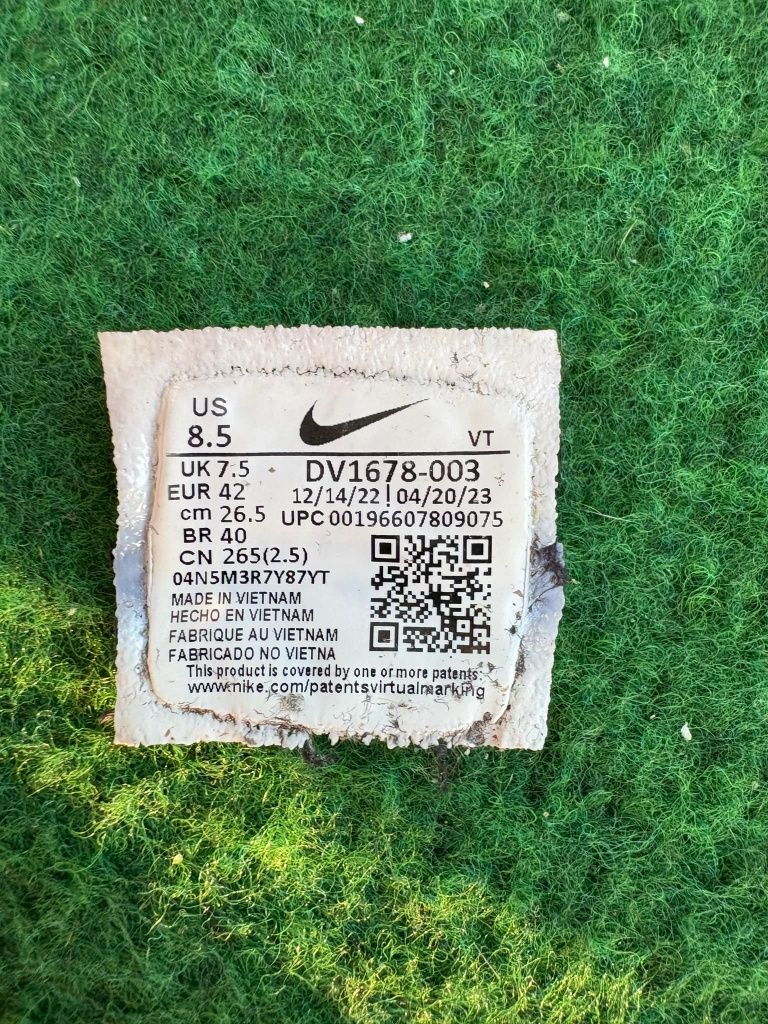 US
8.5
VT
UK 7.5
DV1678-003
EUR 42
12/14/22 | 04/20/23
cm 26.5
UPC 00196607809075
BR 40
CN 265(2.5)
04N5M3R7Y87YT
MADE IN VIETNAM
HECHO EN VIETNAM
FABRIQUE AU VIETNAM
FABRICADO NO VIETNA
This product is covered by one or more patents:
www.nike.com/patentsvirtualmarking